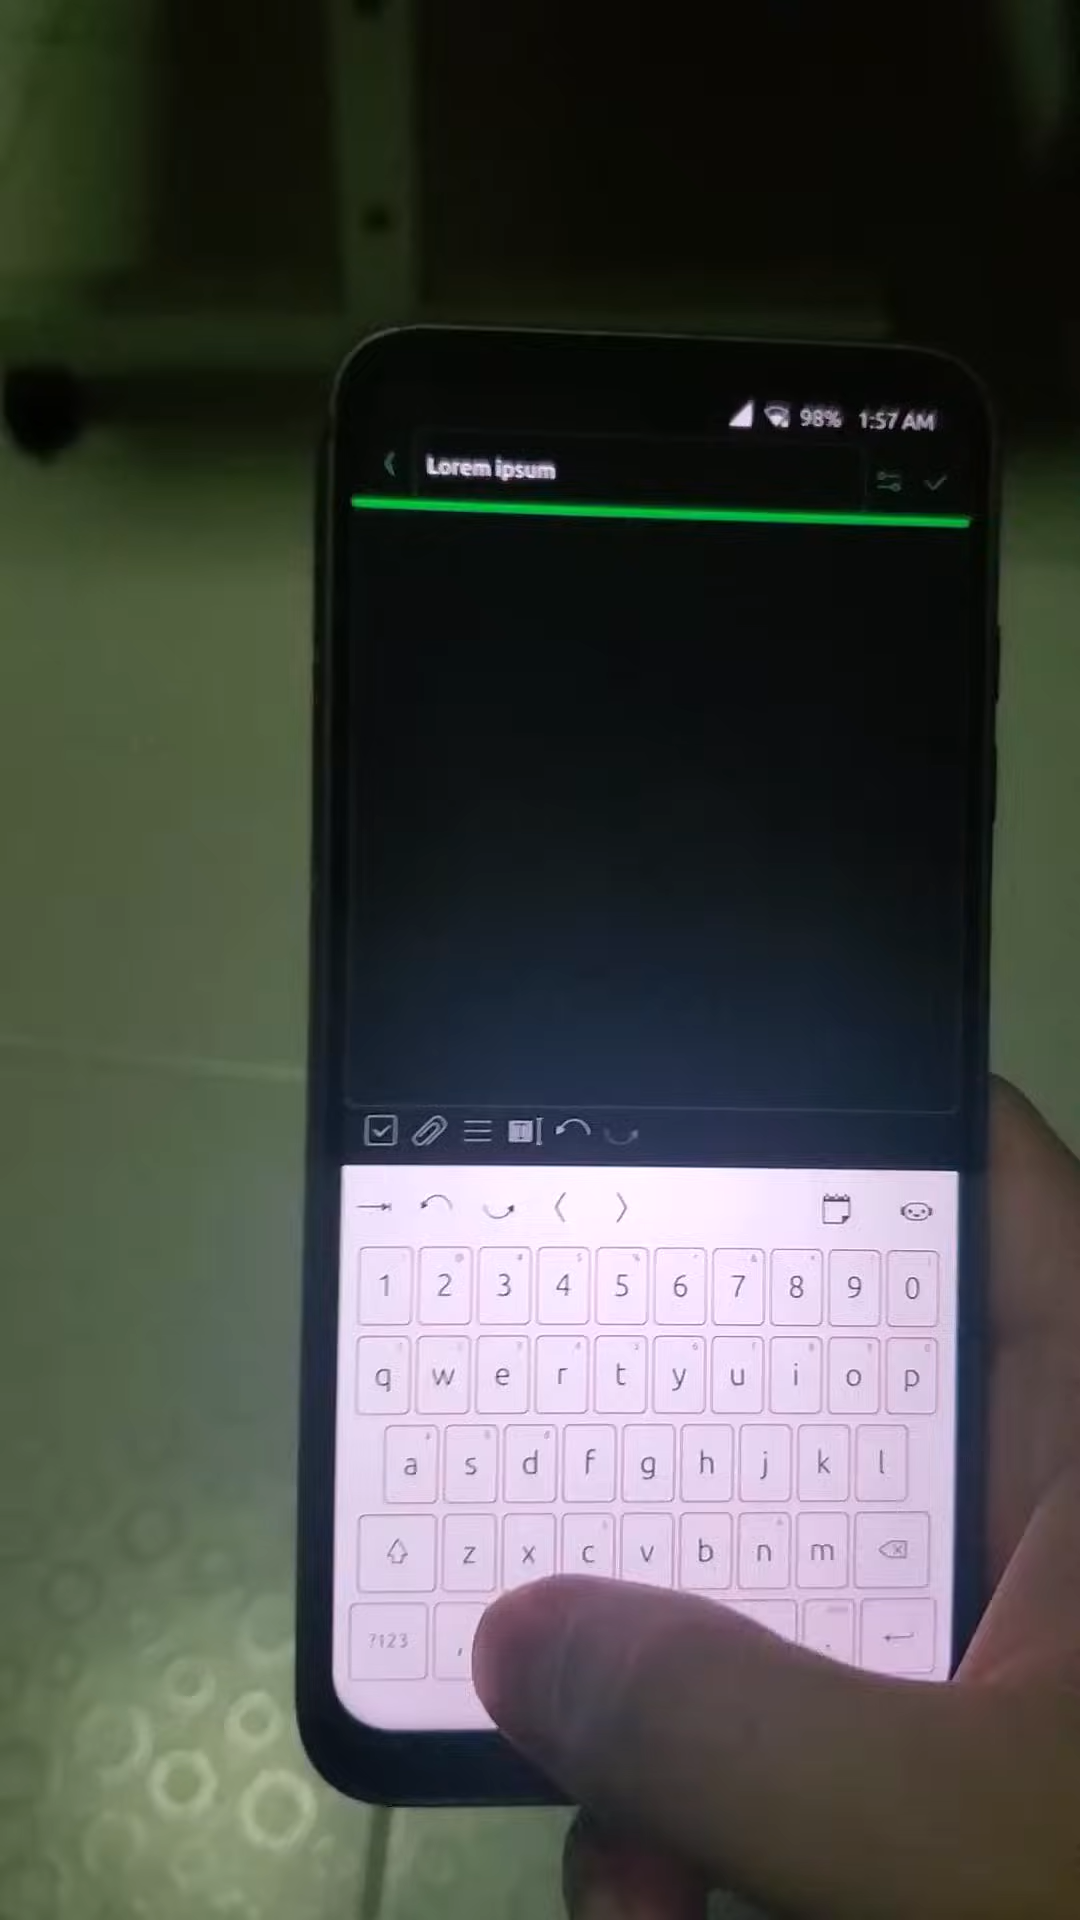 98% 1:57 AM
Lorem ipsum
1 2 3 4 5 6 7 8 9 0
q w e r t y u i o p
a s d f g h j k l
z x c v b n m
?123 , .